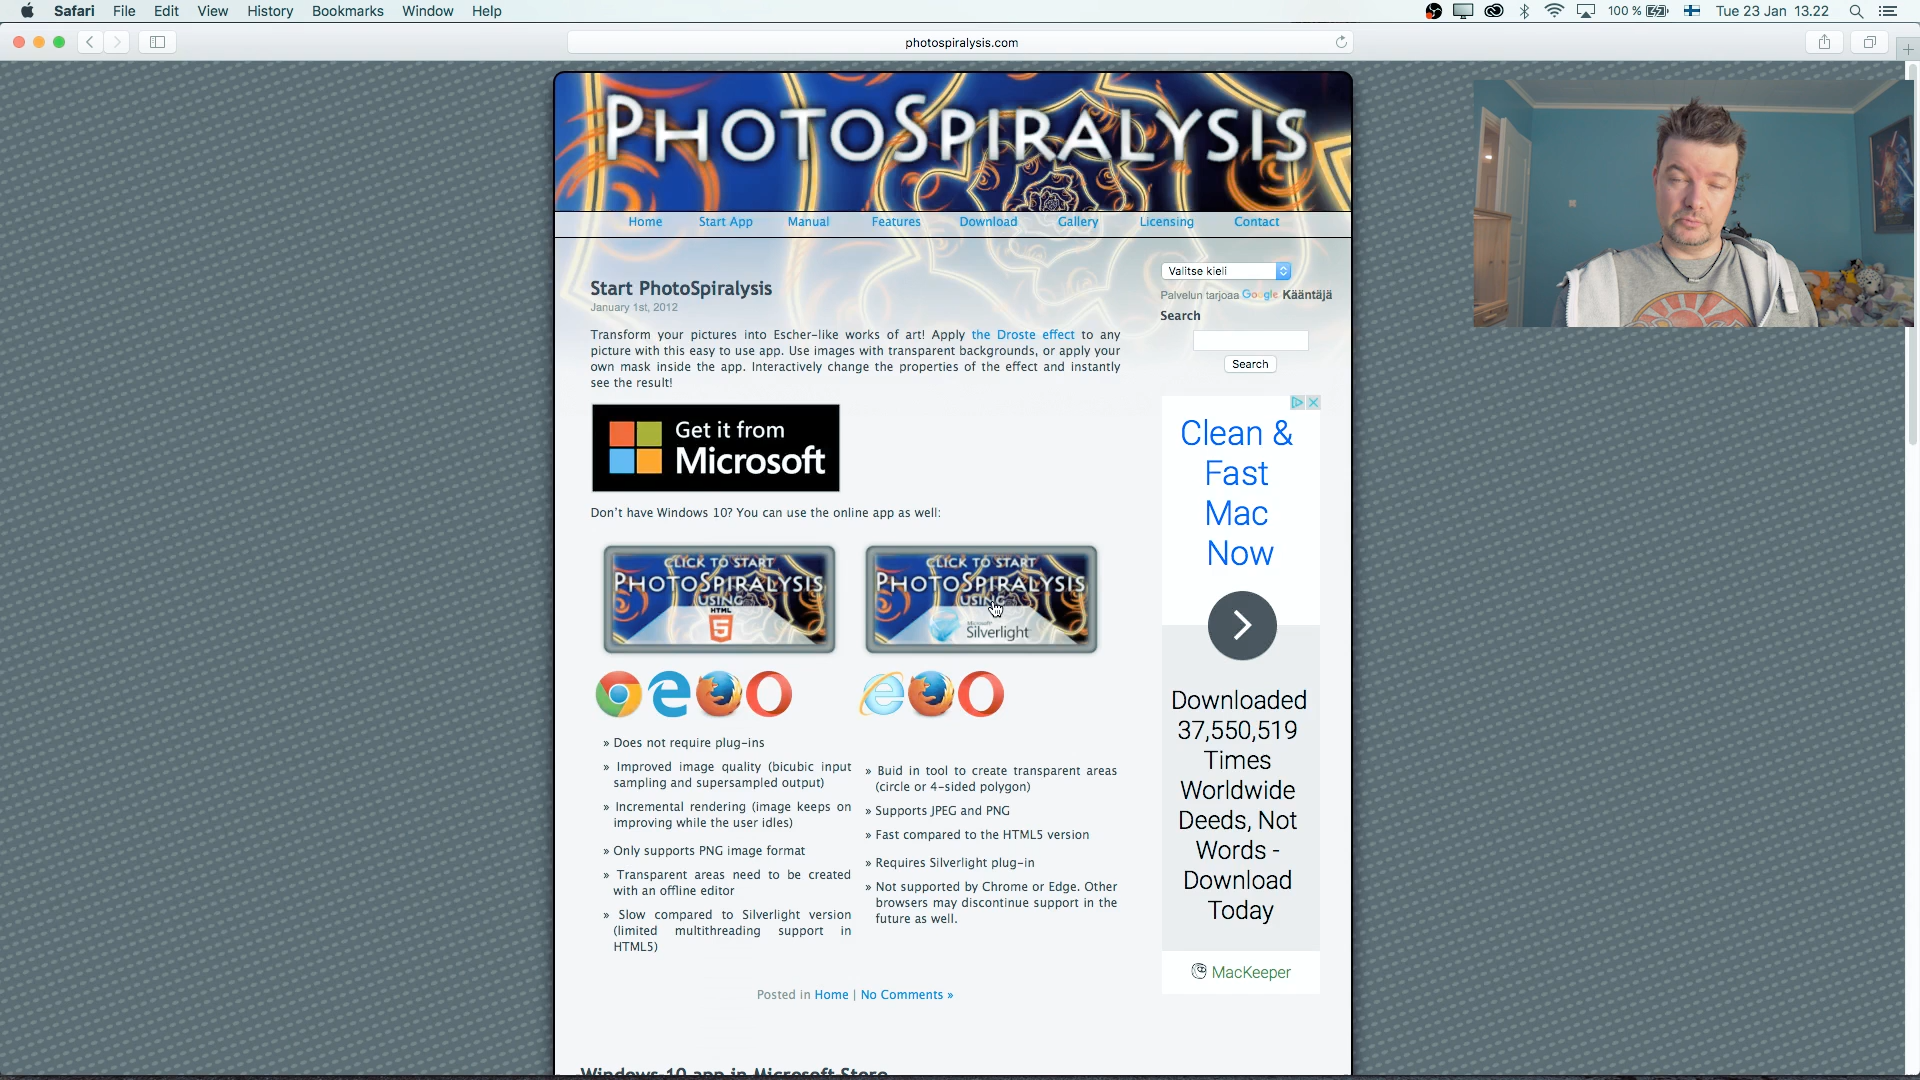 Safari File Edit View History Bookmarks Window Help
100 % Tue 23 Jan 13.22
photospiralysis.com
PHOTOSPIRALYSIS
Home Start App Manual Features Download Gallery Licensing Contact
Start PhotoSpiralysis
January 1st, 2012
Transform your pictures into Escher-like works of art! Apply the Droste effect to any
picture with this easy to use app. Use images with transparent backgrounds, or apply your
own mask inside the app. Interactively change the properties of the effect and instantly
see the result!
Get it from
Microsoft
Don't have Windows 10? You can use the online app as well:
CLICK TO START
PHOTOSPIRALYSIS
USING
HTML
5
CLICK TO START
PHOTOSPIRALYSIS
USING
Microsoft
Silverlight
» Does not require plug-ins
» Improved image quality (bicubic input
sampling and supersampled output)
» Incremental rendering (image keeps on
improving while the user idles)
» Only supports PNG image format
» Transparent areas need to be created
with an offline editor
» Slow compared to Silverlight version
(limited multithreading support in
HTML5)
» Buid in tool to create transparent areas
(circle or 4-sided polygon)
» Supports JPEG and PNG
» Fast compared to the HTML5 version
» Requires Silverlight plug-in
» Not supported by Chrome or Edge. Other
browsers may discontinue support in the
future as well.
Posted in Home | No Comments »
Windows 10 app in Microsoft Store
Valitse kieli
Palvelun tarjoaa Google Kääntäjä
Search
Search
Clean &
Fast
Mac
Now
Downloaded
37,550,519
Times
Worldwide
Deeds, Not
Words -
Download
Today
MacKeeper